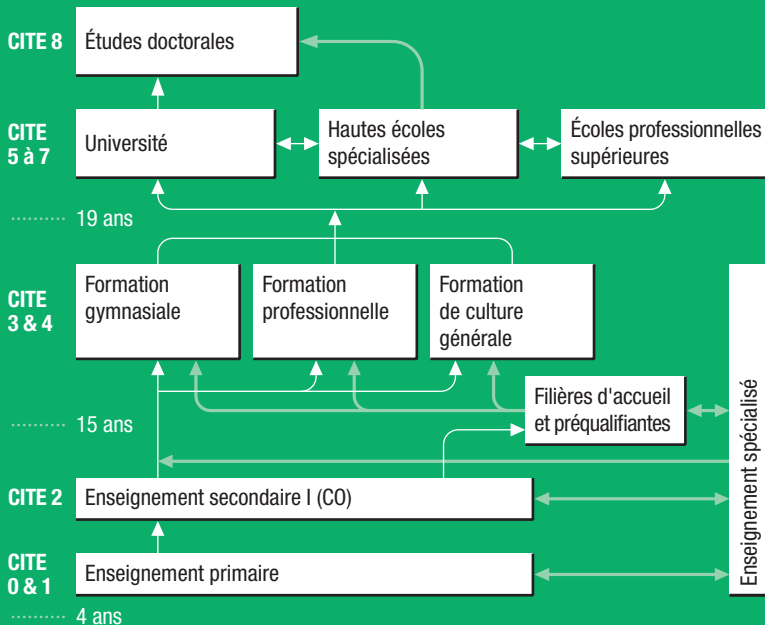 CITE 8
Études doctorales
CITE
5 à 7
Université
Hautes écoles
spécialisées
Écoles professionnelles
supérieures
19 ans
CITE
3 & 4
Formation
gymnasiale
Formation
professionnelle
Formation
de culture
générale
Filières d'accueil
et préqualifiantes
Enseignement spécialisé
15 ans
CITE 2
Enseignement secondaire I (CO)
CITE
0 & 1
Enseignement primaire
4 ans